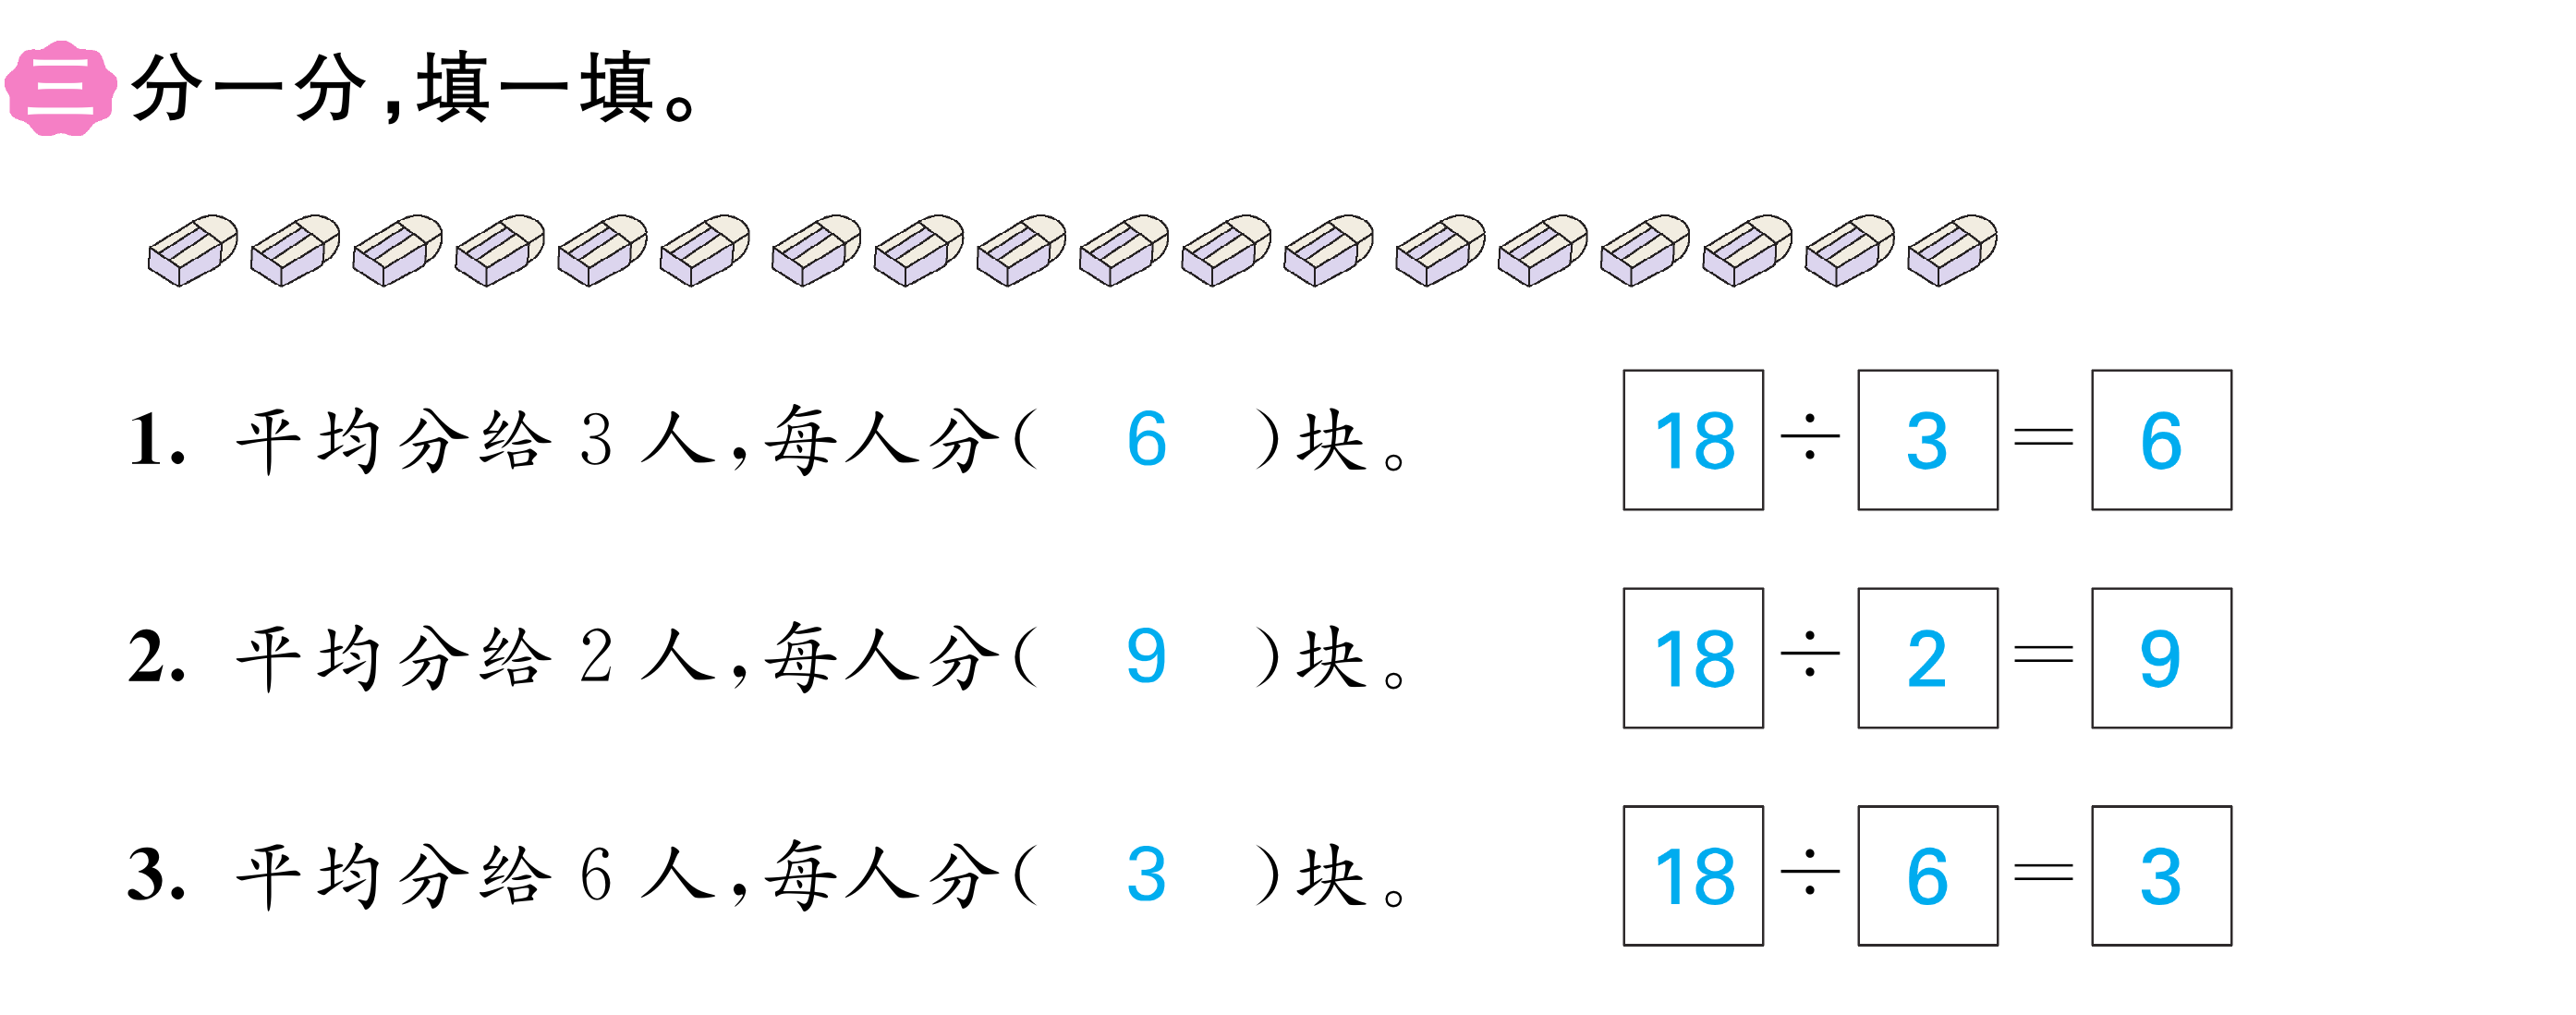 三 分一分,填一填。
1. 平均分给 3 人,每人分( 6 )块。 18 ÷ 3 = 6
2. 平均分给 2 人,每人分( 9 )块。 18 ÷ 2 = 9
3. 平均分给 6 人,每人分( 3 )块。 18 ÷ 6 = 3